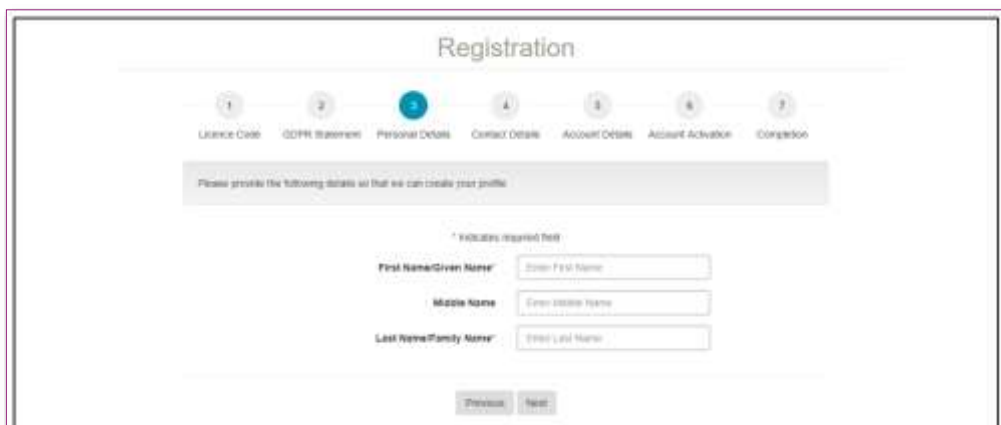 Registration
1 2 3 4 5 6 7
Licence Code GDPR Statement Personal Details Contact Details Account Details Account Activation Completion
Please provide the following details so that we can create your profile
* Indicates required field
First Name/Given Name* Enter First Name
Middle Name Enter Middle Name
Last Name/Family Name* Enter Last Name
Previous Next